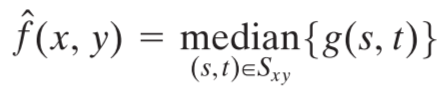 f̂(x, y) = median{g(s, t)}
(s,t)∈Sxy